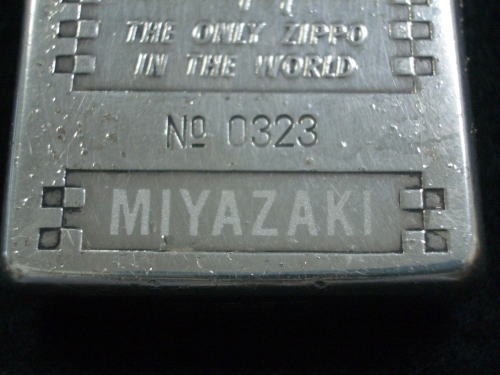 THE ONLY ZIPPO
IN THE WORLD
No 0323
MIYAZAKI